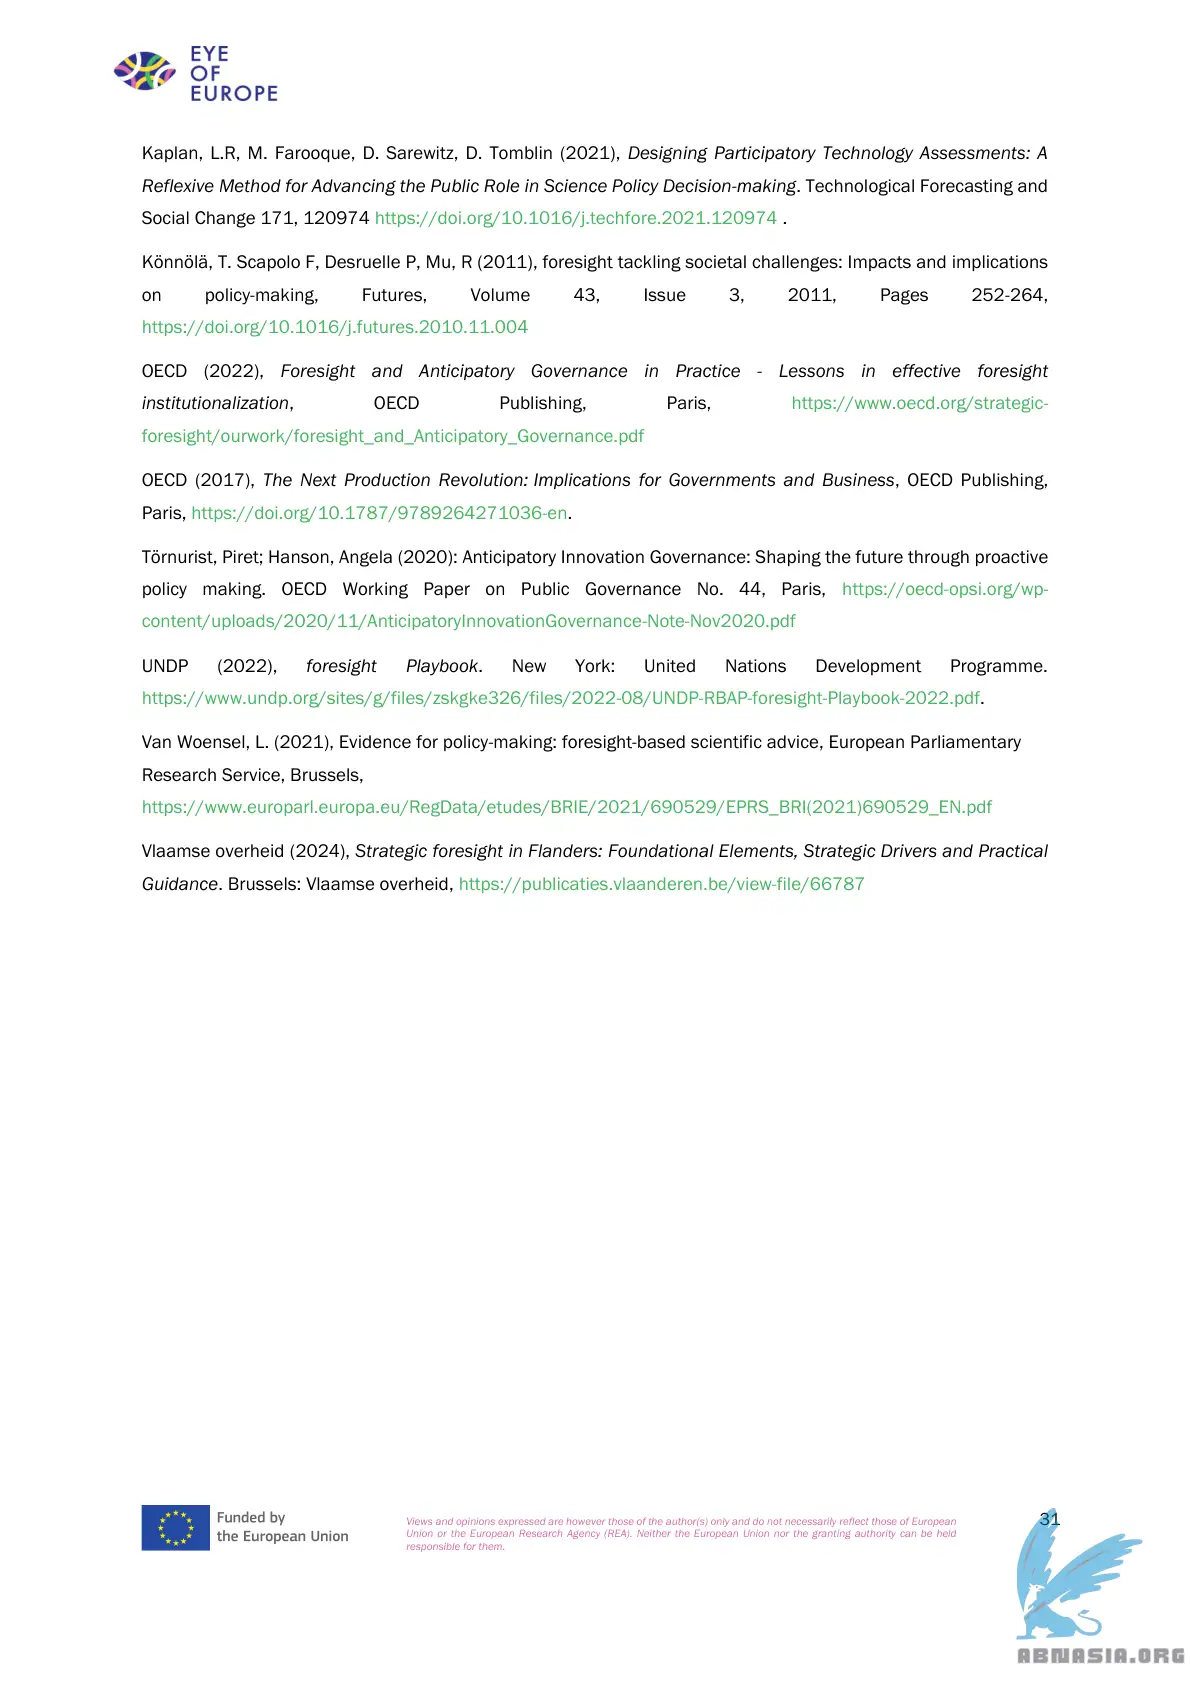 EYE
OF
EUROPE
Kaplan, L.R, M. Farooque, D. Sarewitz, D. Tomblin (2021), Designing Participatory Technology Assessments: A
Reflexive Method for Advancing the Public Role in Science Policy Decision-making. Technological Forecasting and
Social Change 171, 120974 https://doi.org/10.1016/j.techfore.2021.120974 .
Könnölä, T. Scapolo F, Desruelle P, Mu, R (2011), foresight tackling societal challenges: Impacts and implications
on policy-making, Futures, Volume 43, Issue 3, 2011, Pages 252-264,
https://doi.org/10.1016/j.futures.2010.11.004
OECD (2022), Foresight and Anticipatory Governance in Practice - Lessons in effective foresight
institutionalization, OECD Publishing, Paris, https://www.oecd.org/strategic-
foresight/ourwork/foresight_and_Anticipatory_Governance.pdf
OECD (2017), The Next Production Revolution: Implications for Governments and Business, OECD Publishing,
Paris, https://doi.org/10.1787/9789264271036-en.
Törnurist, Piret; Hanson, Angela (2020): Anticipatory Innovation Governance: Shaping the future through proactive
policy making. OECD Working Paper on Public Governance No. 44, Paris, https://oecd-opsi.org/wp-
content/uploads/2020/11/AnticipatoryInnovationGovernance-Note-Nov2020.pdf
UNDP (2022), foresight Playbook. New York: United Nations Development Programme.
https://www.undp.org/sites/g/files/zskgke326/files/2022-08/UNDP-RBAP-foresight-Playbook-2022.pdf.
Van Woensel, L. (2021), Evidence for policy-making: foresight-based scientific advice, European Parliamentary
Research Service, Brussels,
https://www.europarl.europa.eu/RegData/etudes/BRIE/2021/690529/EPRS_BRI(2021)690529_EN.pdf
Vlaamse overheid (2024), Strategic foresight in Flanders: Foundational Elements, Strategic Drivers and Practical
Guidance. Brussels: Vlaamse overheid, https://publicaties.vlaanderen.be/view-file/66787
Funded by
the European Union
Views and opinions expressed are however those of the author(s) only and do not necessarily reflect those of European
Union or the European Research Agency (REA). Neither the European Union nor the granting authority can be held
responsible for them.
31
ABNASIA.ORG